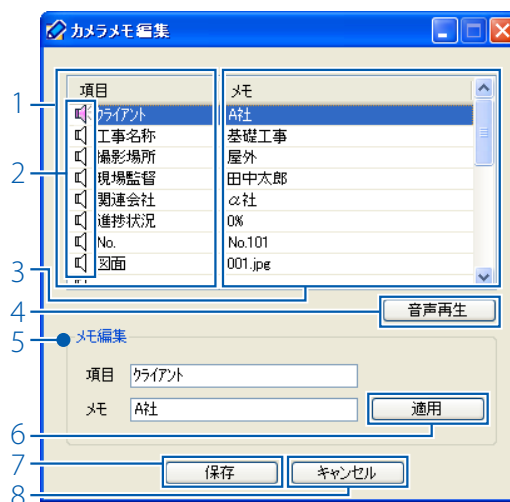 カメラメモ編集
項目 メモ
クライアント A社
工事名称 基礎工事
撮影場所 屋外
現場監督 田中太郎
関連会社 α社
進捗状況 0%
No. No.101
図面 001.jpg
音声再生
メモ編集
項目 クライアント
メモ A社 適用
保存 キャンセル
1
2
3
4
5
6
7
8